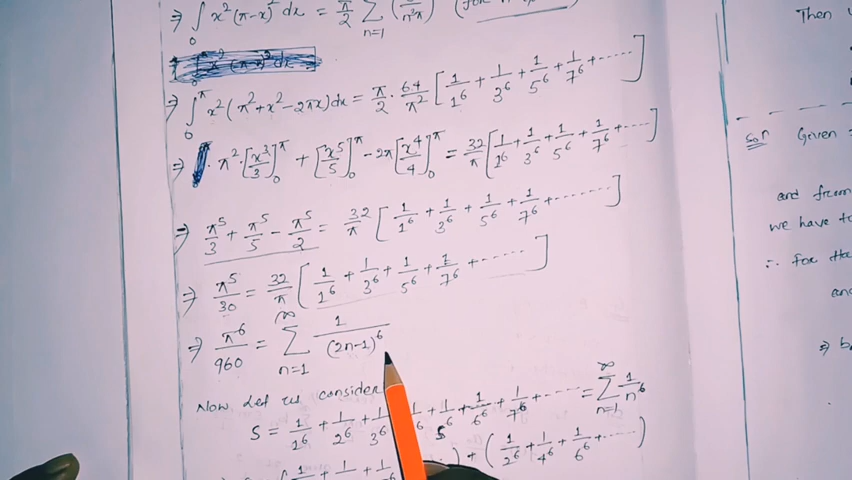 ⇒ ∫₀ x²(π-x)² dx = π/2 ∑ n=1
⇒ ∫₀^π x²(π²+x²-2πx)dx = π/2 · 64/π² [1/1⁶ + 1/3⁶ + 1/5⁶ + 1/7⁶ + ......]
⇒ π²·[x³/3]₀^π + [x⁵/5]₀^π - 2π[x⁴/4]₀^π = 32/π [1/1⁶ + 1/3⁶ + 1/5⁶ + 1/7⁶ + ......]
⇒ π⁵/3 + π⁵/5 - π⁵/2 = 32/π [1/1⁶ + 1/3⁶ + 1/5⁶ + 1/7⁶ + ......]
⇒ π⁵/30 = 32/π [1/1⁶ + 1/3⁶ + 1/5⁶ + 1/7⁶ + ......]
⇒ π⁶/960 = ∑_{n=1}^∞ 1/(2n-1)⁶
Now Let us consider
S = 1/1⁶ + 1/2⁶ + 1/3⁶ + 1/6⁶ + 1/7⁶ + ...... = ∑_{n=1}^∞ 1/n⁶
) + (1/2⁶ + 1/4⁶ + 1/6⁶ + ......)
Then
Solⁿ Given
and from
we have to
∴ For the
⇒